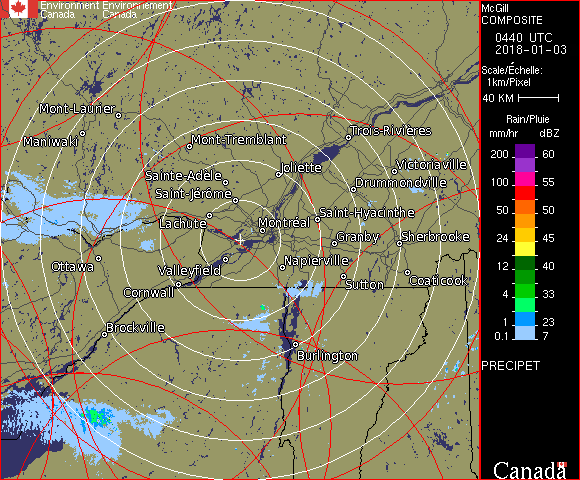 Environment Environnement
Canada Canada
McGill
COMPOSITE
0440 UTC
2018-01-03
Scale/Échelle:
1km/Pixel
40 KM
Rain/Pluie
mm/hr dBZ
200 60
150 55
100 55
50 50
24 45
12 40
4 33
1 23
0.1 7
PRECIPET
Canada
Mont-Laurier
Maniwaki
Mont-Tremblant
Trois-Rivières
Joliette
Victoriaville
Sainte-Adèle
Drummondville
Saint-Jérôme
Lachute
Saint-Hyacinthe
Montréal
Granby
Sherbrooke
Ottawa
Valleyfield
Napierville
Cornwall
Sutton
Coaticook
Brockville
Burlington